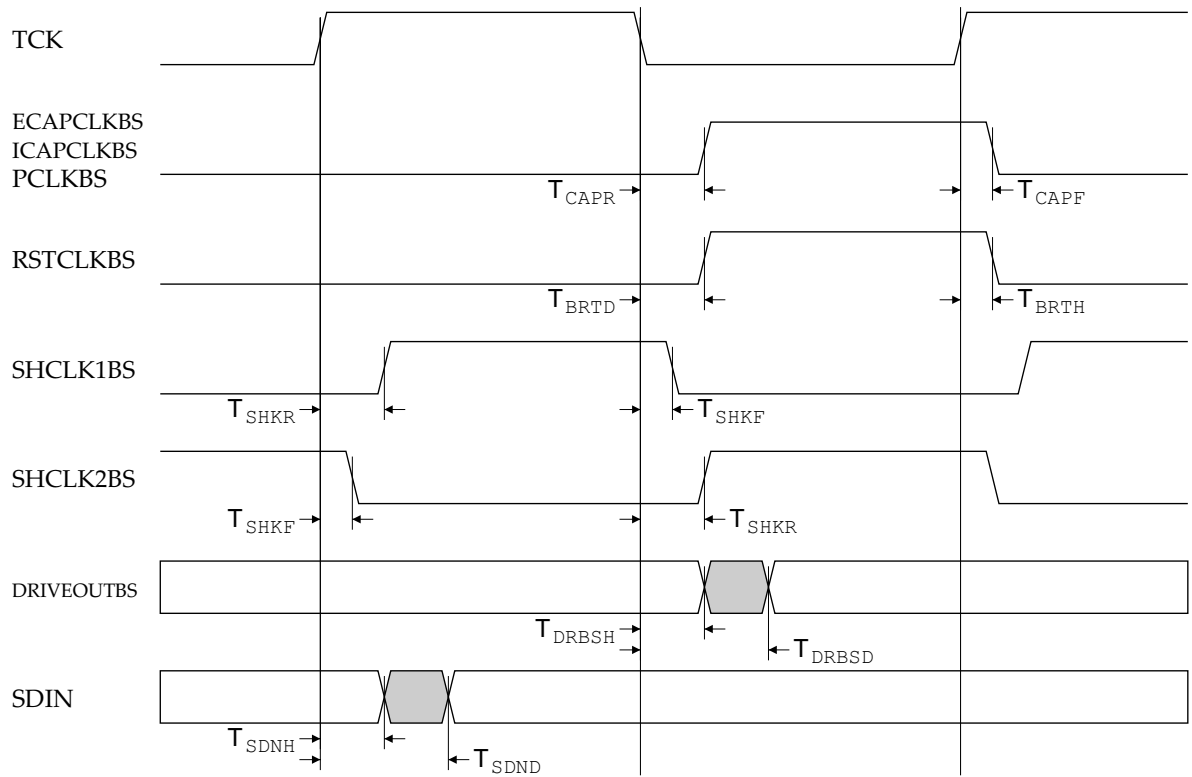 TCK
ECAPCLKBS
ICAPCLKBS
PCLKBS
TCAPR
TCAPF
RSTCLKBS
TBRTD
TBRTH
SHCLK1BS
TSHKR
TSHKF
SHCLK2BS
TSHKF
TSHKR
DRIVEOUTBS
TDRBSH
TDRBSD
SDIN
TSDNH
TSDND